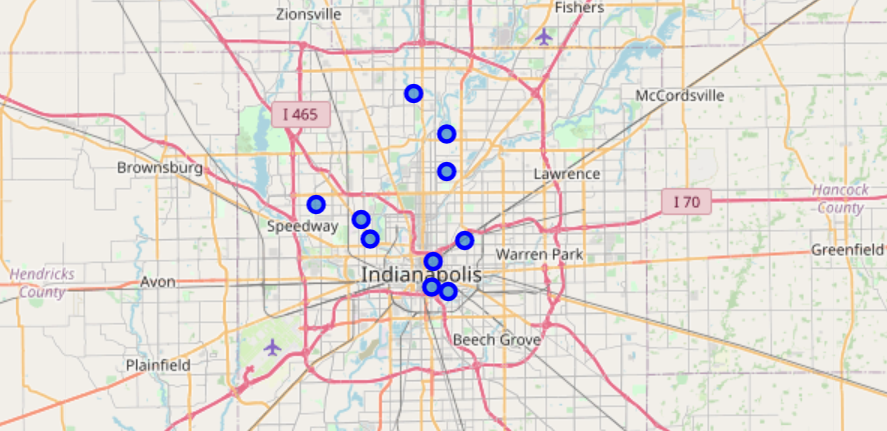 Zionsville
Fishers
McCordsville
I 465
Brownsburg
Lawrence
Hancock
County
I 70
Speedway
Warren Park
Greenfield
Indianapolis
Hendricks
County
Avon
Beech Grove
Plainfield